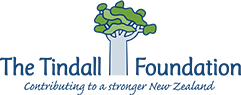 The Tindall Foundation
Contributing to a stronger New Zealand